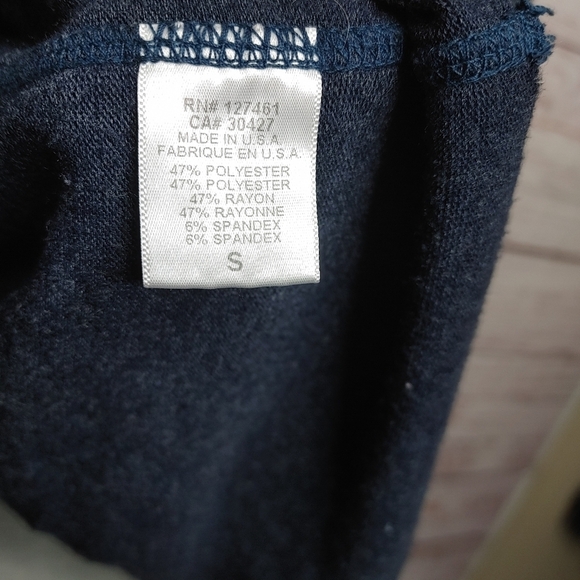 RN# 127461
CA# 30427
MADE IN U.S.A.
FABRIQUE EN U.S.A.
47% POLYESTER
47% POLYESTER
47% RAYON
47% RAYONNE
6% SPANDEX
6% SPANDEX
S